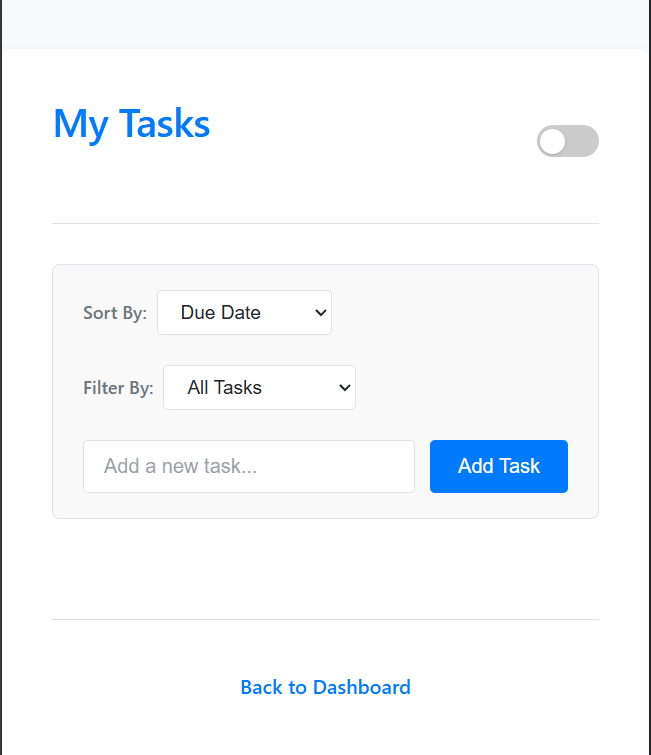 My Tasks
Sort By: Due Date
Filter By: All Tasks
Add a new task... Add Task
Back to Dashboard